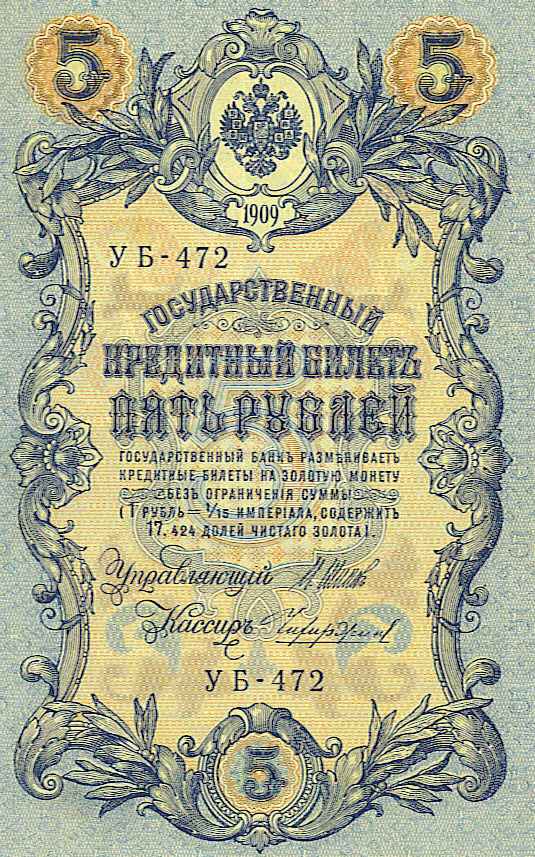 5 5
1909
УБ-472
ГОСУДАРСТВЕННЫЙ
КРЕДИТНЫЙ БИЛЕТЪ
ПЯТЬ РУБЛЕЙ
ГОСУДАРСТВЕННЫЙ БАНКЪ РАЗМѢНИВАЕТЪ
КРЕДИТНЫЕ БИЛЕТЫ НА ЗОЛОТУЮ МОНЕТУ
БЕЗЪ ОГРАНИЧЕНІЯ СУММЫ
(1 РУБЛЬ — 1/15 ИМПЕРІАЛА, СОДЕРЖИТЪ
17,424 ДОЛЕЙ ЧИСТАГО ЗОЛОТА).
Управляющій
Кассиръ
УБ-472
5